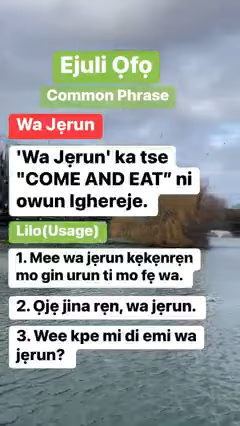 Ejuli Ọfọ
Common Phrase
Wa Jẹrun
'Wa Jẹrun' ka tse
"COME AND EAT” ni
owun Ighereje.
Lilo(Usage)
1. Mee wa jẹrun kẹkẹnrẹn
mo gin urun ti mo fẹ wa.
2. Ọjẹ jina rẹn, wa jẹrun.
3. Wee kpe mi di emi wa
jẹrun?